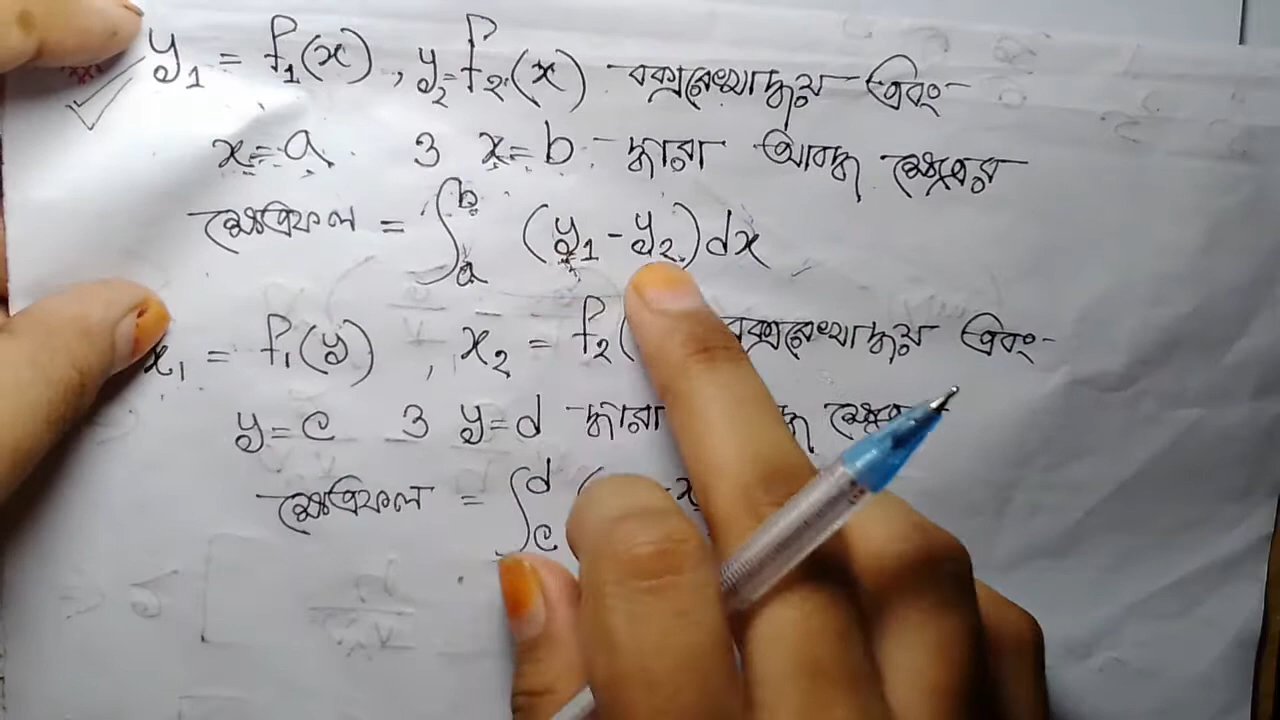 y₁ = f₁(x), y₂ = f₂(x) বক্ররেখাদ্বয় এবং
x = a ও x = b দ্বারা আবদ্ধ ক্ষেত্রের
ক্ষেত্রফল = ∫ₐᵇ (y₁ - y₂) dx
x₁ = f₁(y), x₂ = f₂( বক্ররেখাদ্বয় এবং
y = c ও y = d দ্বারা ক্ষেত্রের
ক্ষেত্রফল = ∫_c^d ( - x